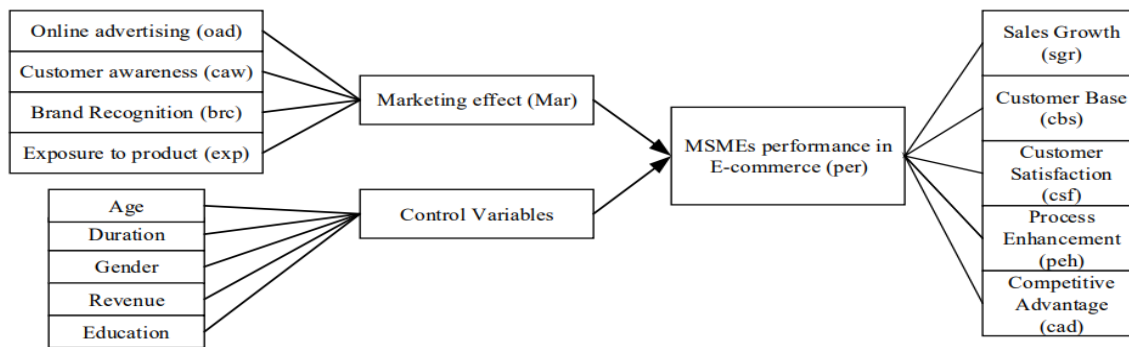 Online advertising (oad)
Customer awareness (caw)
Brand Recognition (brc)
Exposure to product (exp)
Marketing effect (Mar)
Age
Duration
Gender
Revenue
Education
Control Variables
MSMEs performance in
E-commerce (per)
Sales Growth
(sgr)
Customer Base
(cbs)
Customer
Satisfaction
(csf)
Process
Enhancement
(peh)
Competitive
Advantage
(cad)